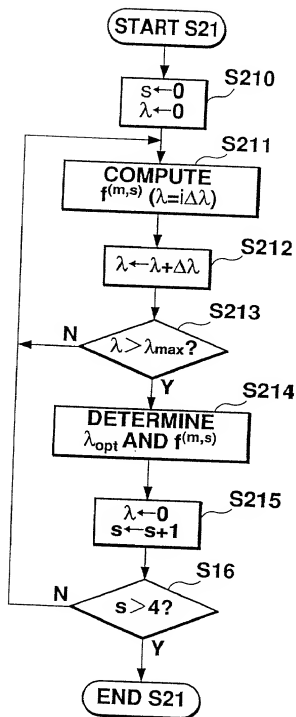 START S21
S210
s←0
λ←0
S211
COMPUTE
f(m,s) (λ=iΔλ)
S212
λ←λ+Δλ
S213
N
λ>λmax?
Y
S214
DETERMINE
λopt AND f(m,s)
S215
λ←0
s←s+1
S16
N
s>4?
Y
END S21